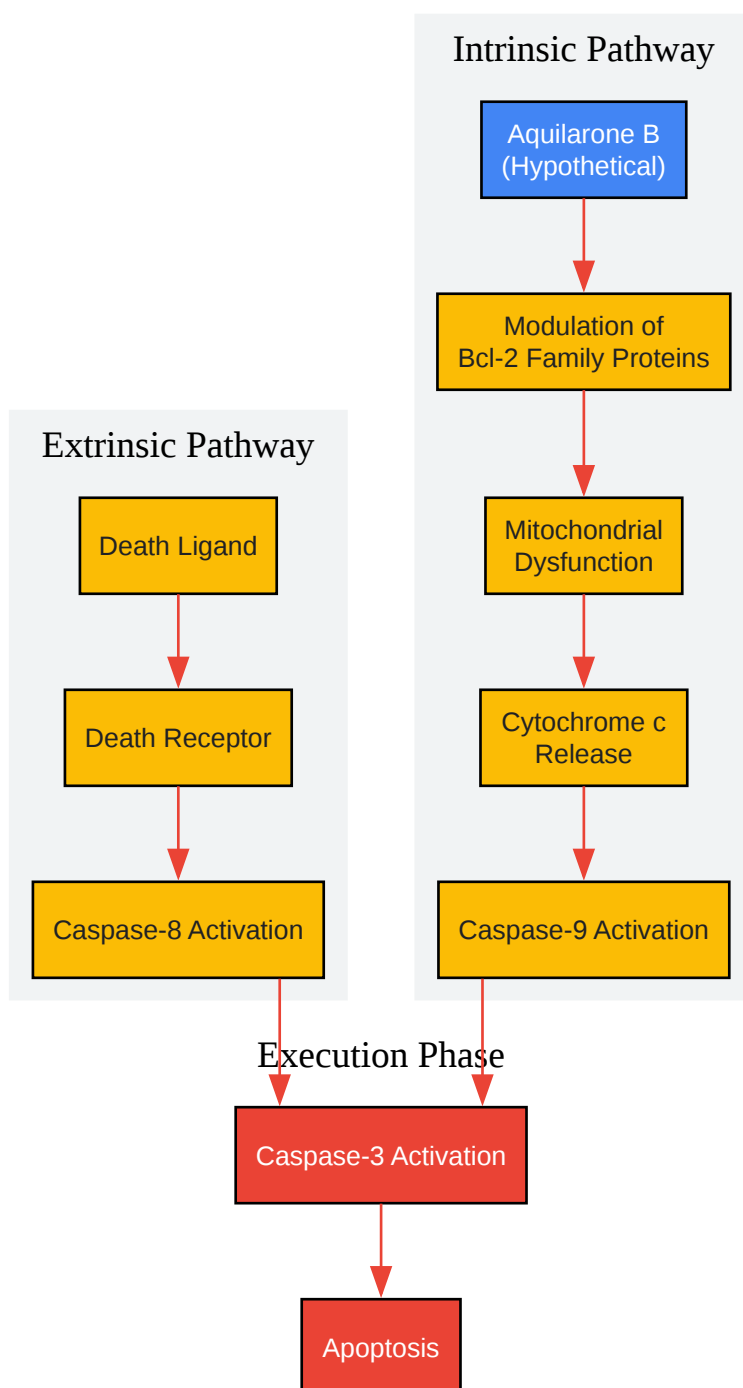 Intrinsic Pathway
Aquilarone B
(Hypothetical)
Modulation of
Bcl-2 Family Proteins
Extrinsic Pathway
Death Ligand
Mitochondrial
Dysfunction
Death Receptor
Cytochrome c
Release
Caspase-8 Activation
Caspase-9 Activation
Execution Phase
Caspase-3 Activation
Apoptosis